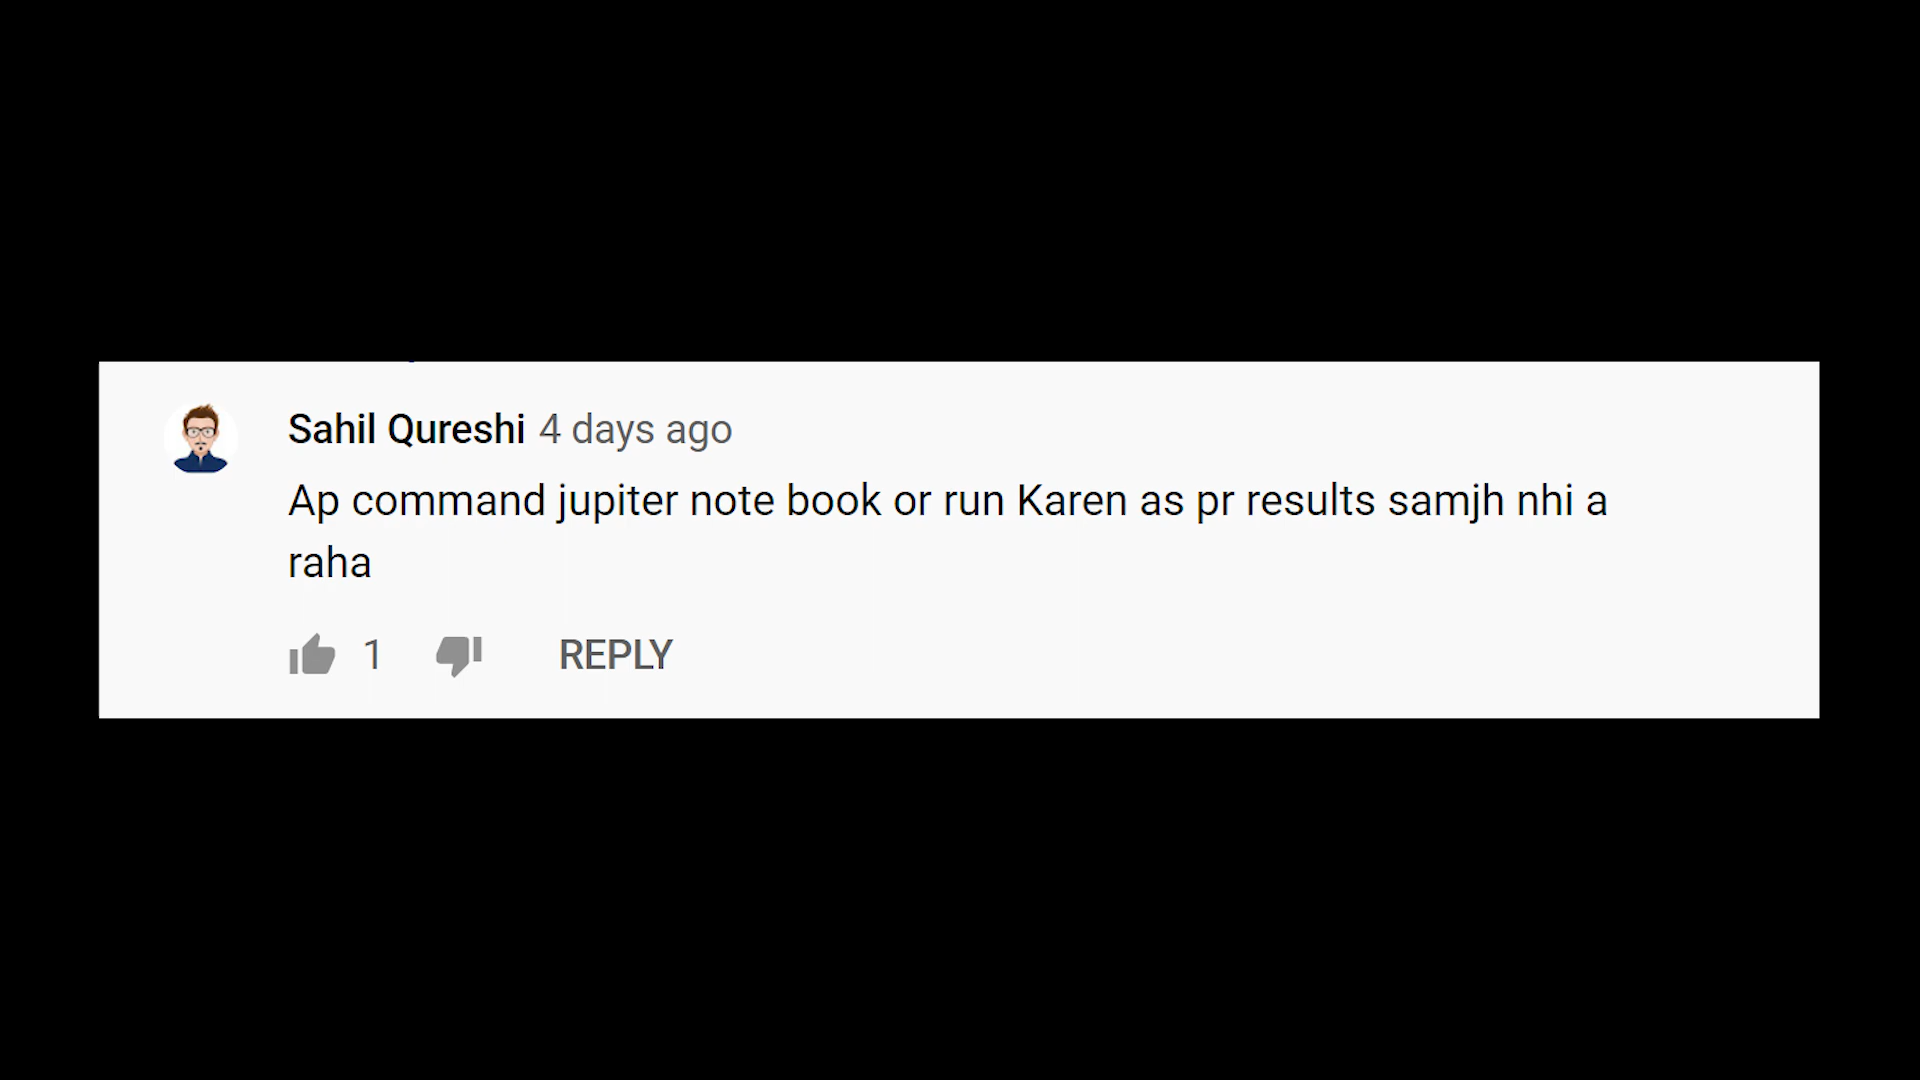 Sahil Qureshi 4 days ago
Ap command jupiter note book or run Karen as pr results samjh nhi a
raha
1 REPLY